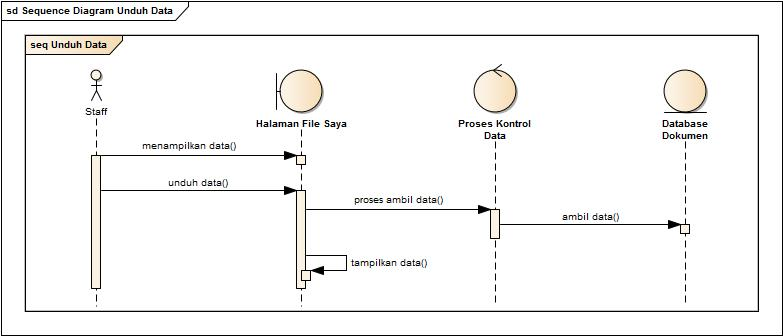 sd Sequence Diagram Unduh Data
seq Unduh Data
Staff
Halaman File Saya
Proses Kontrol
Data
Database
Dokumen
menampilkan data()
unduh data()
proses ambil data()
ambil data()
tampilkan data()